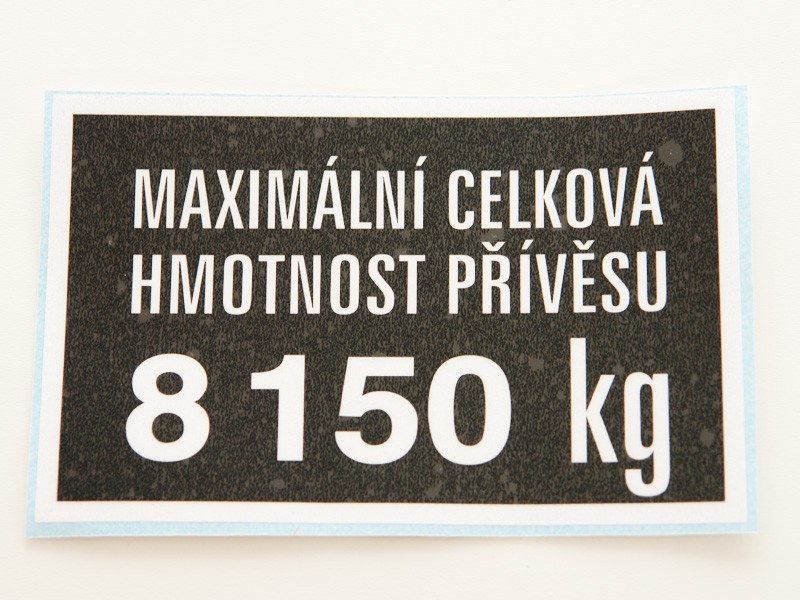 MAXIMÁLNÍ CELKOVÁ
HMOTNOST PŘÍVĚSU
8 150 kg